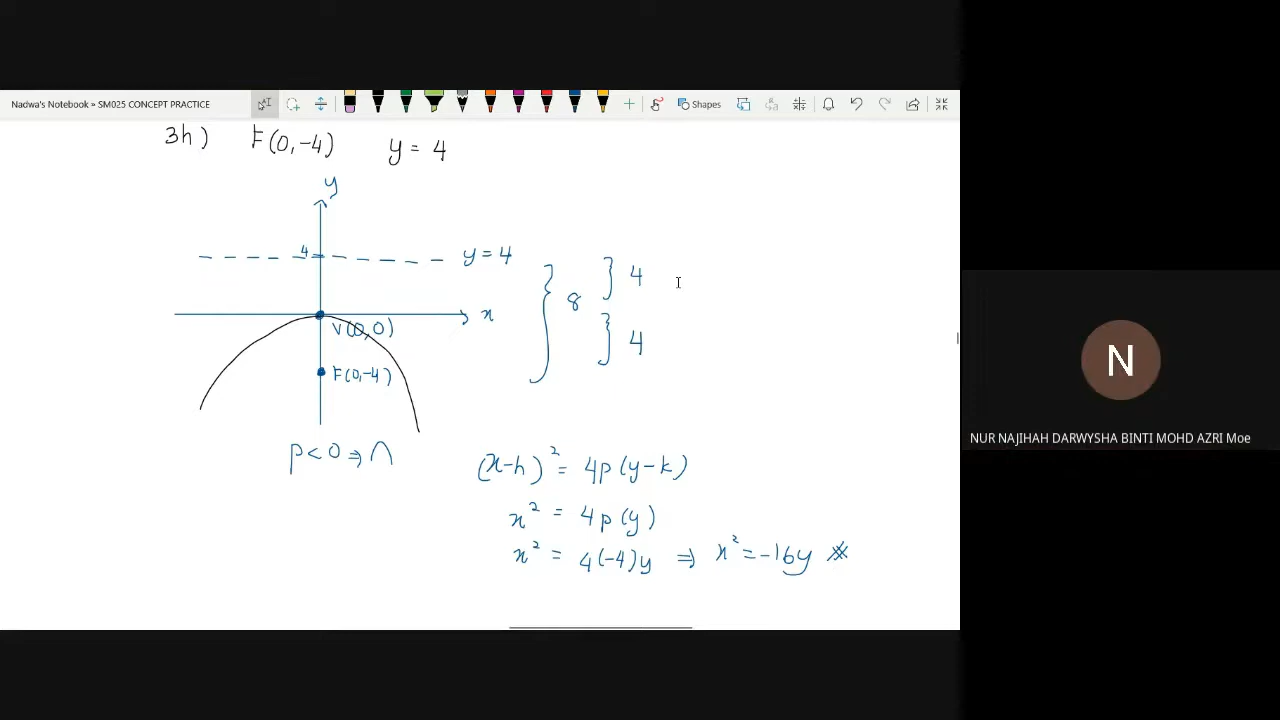 Nadwa's Notebook » SM025 CONCEPT PRACTICE
Shapes
3h) F(0,-4) y = 4
y
4
y = 4
} 8 } 4
} 4
x
V(0,0)
F(0,-4)
p < 0 ⇒ ∩
(x-h)² = 4p(y-k)
x² = 4p(y)
x² = 4(-4)y ⇒ x² = -16y
N
NUR NAJIHAH DARWYSHA BINTI MOHD AZRI Moe